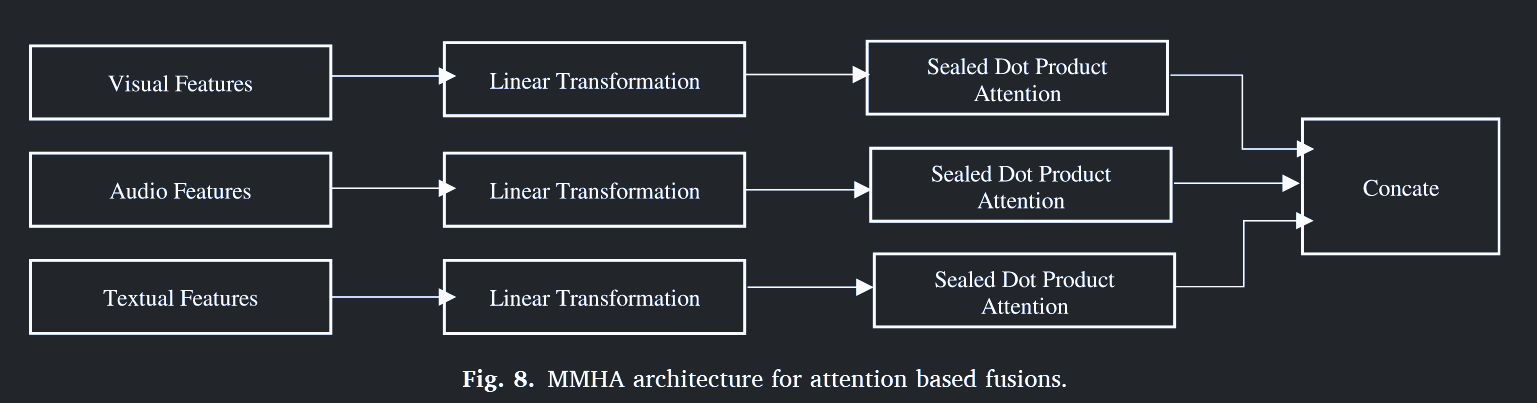 Visual Features
Linear Transformation
Sealed Dot Product
Attention
Audio Features
Linear Transformation
Sealed Dot Product
Attention
Concate
Textual Features
Linear Transformation
Sealed Dot Product
Attention
Fig. 8. MMHA architecture for attention based fusions.